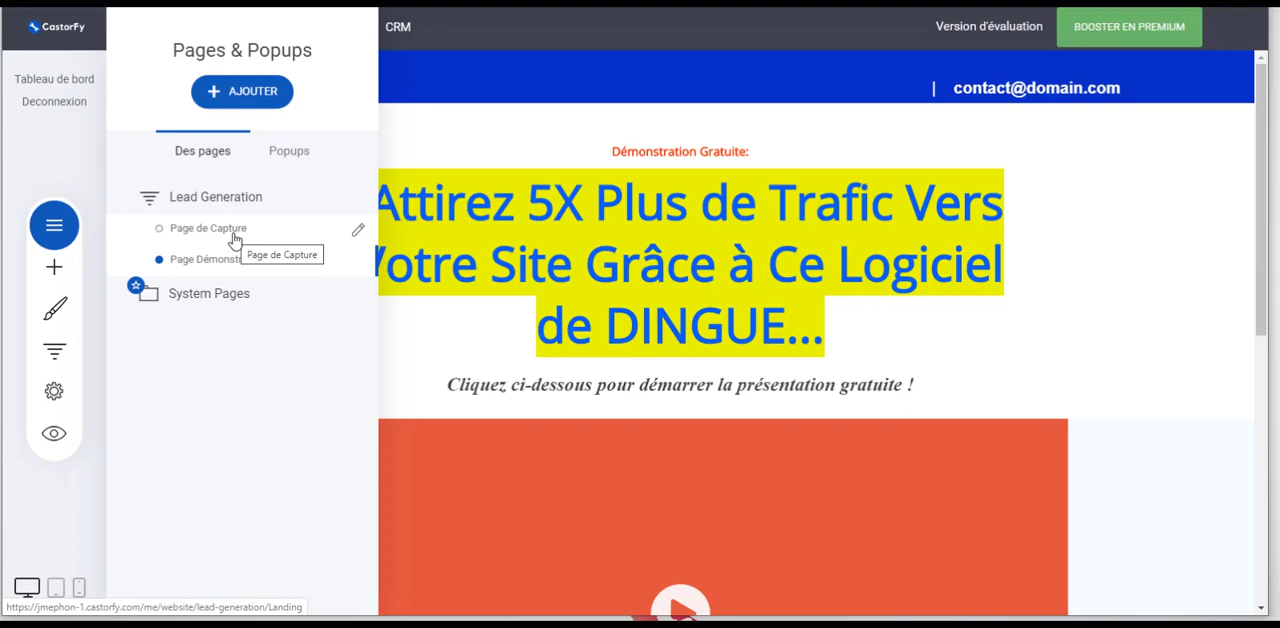 CastorFy
CRM
Version d'évaluation
BOOSTER EN PREMIUM
Tableau de bord
Deconnexion
Pages & Popups
+ AJOUTER
Des pages
Popups
Lead Generation
Page de Capture
Page Démonst
Page de Capture
System Pages
| contact@domain.com
Démonstration Gratuite:
Attirez 5X Plus de Trafic Vers
Votre Site Grâce à Ce Logiciel
de DINGUE...
Cliquez ci-dessous pour démarrer la présentation gratuite !
https://jmephon-1.castorfy.com/me/website/lead-generation/Landing